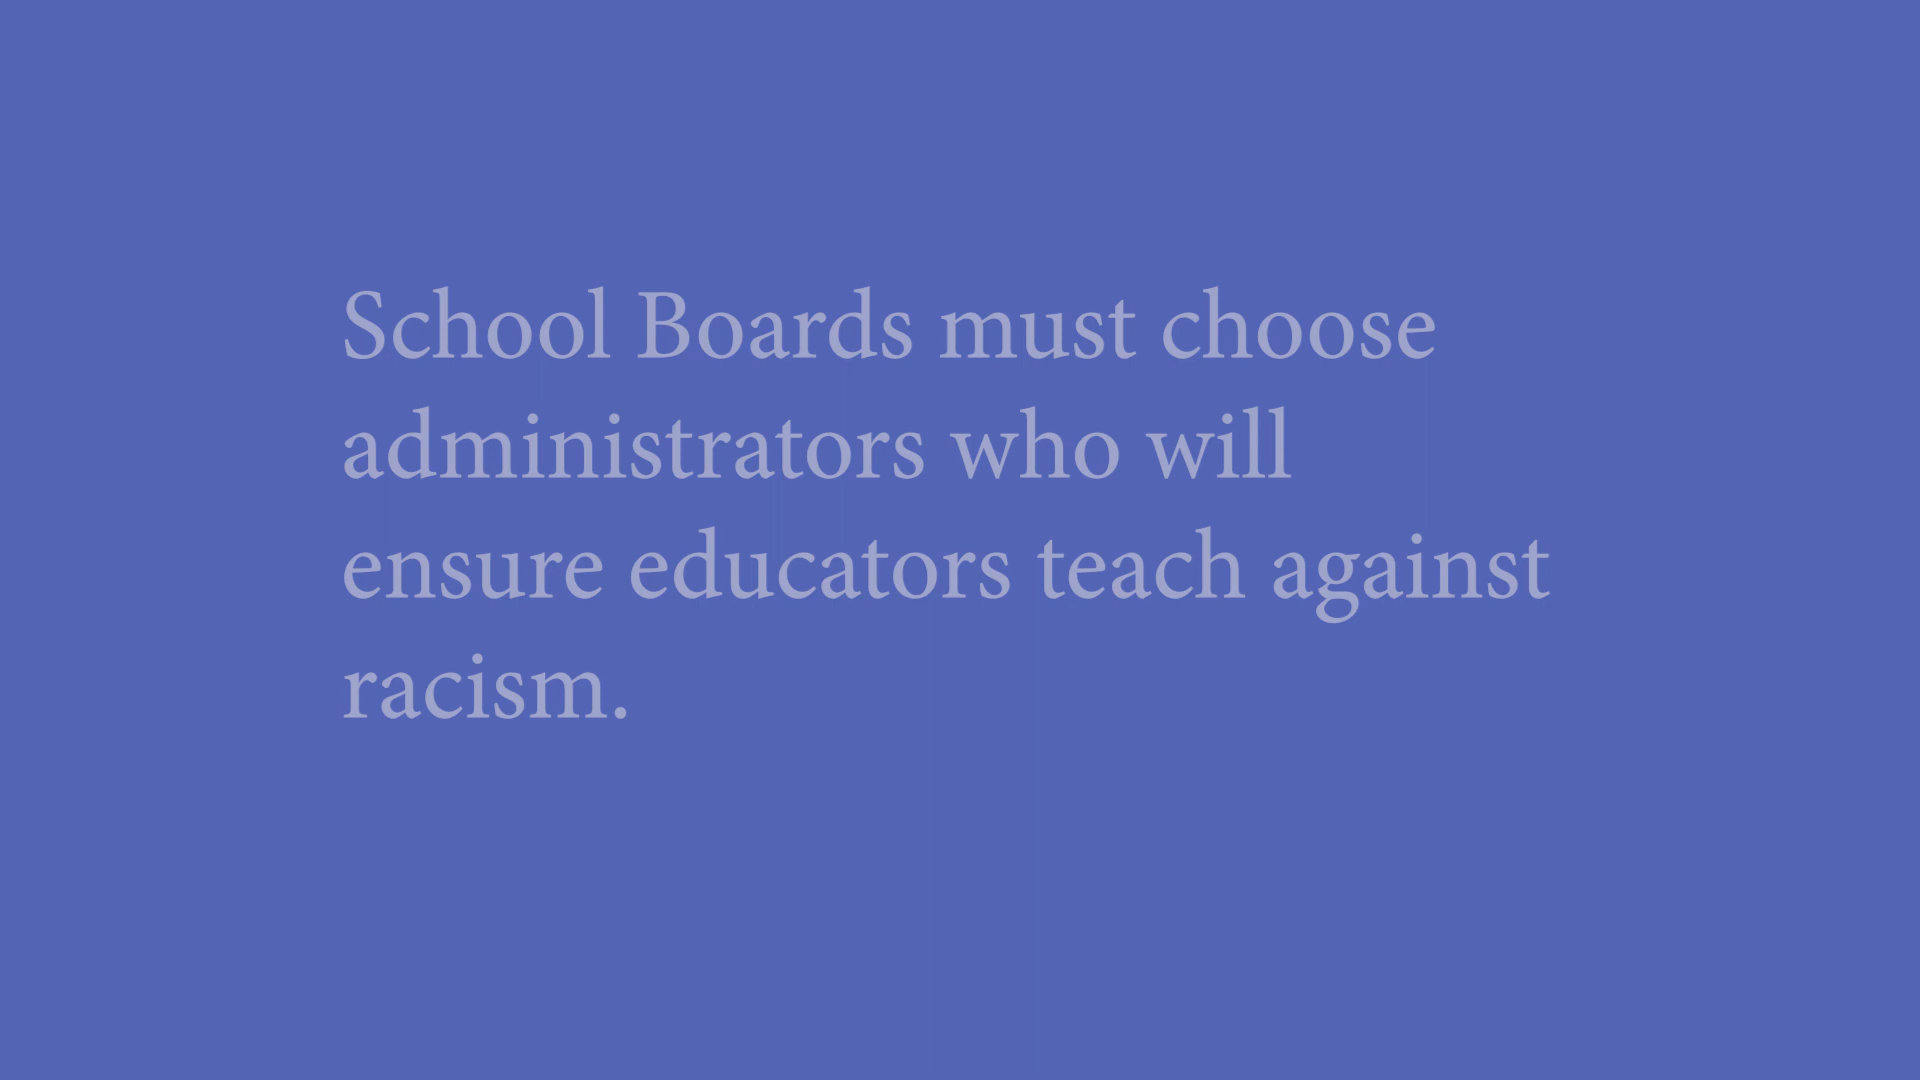 School Boards must choose
administrators who will
ensure educators teach against
racism.